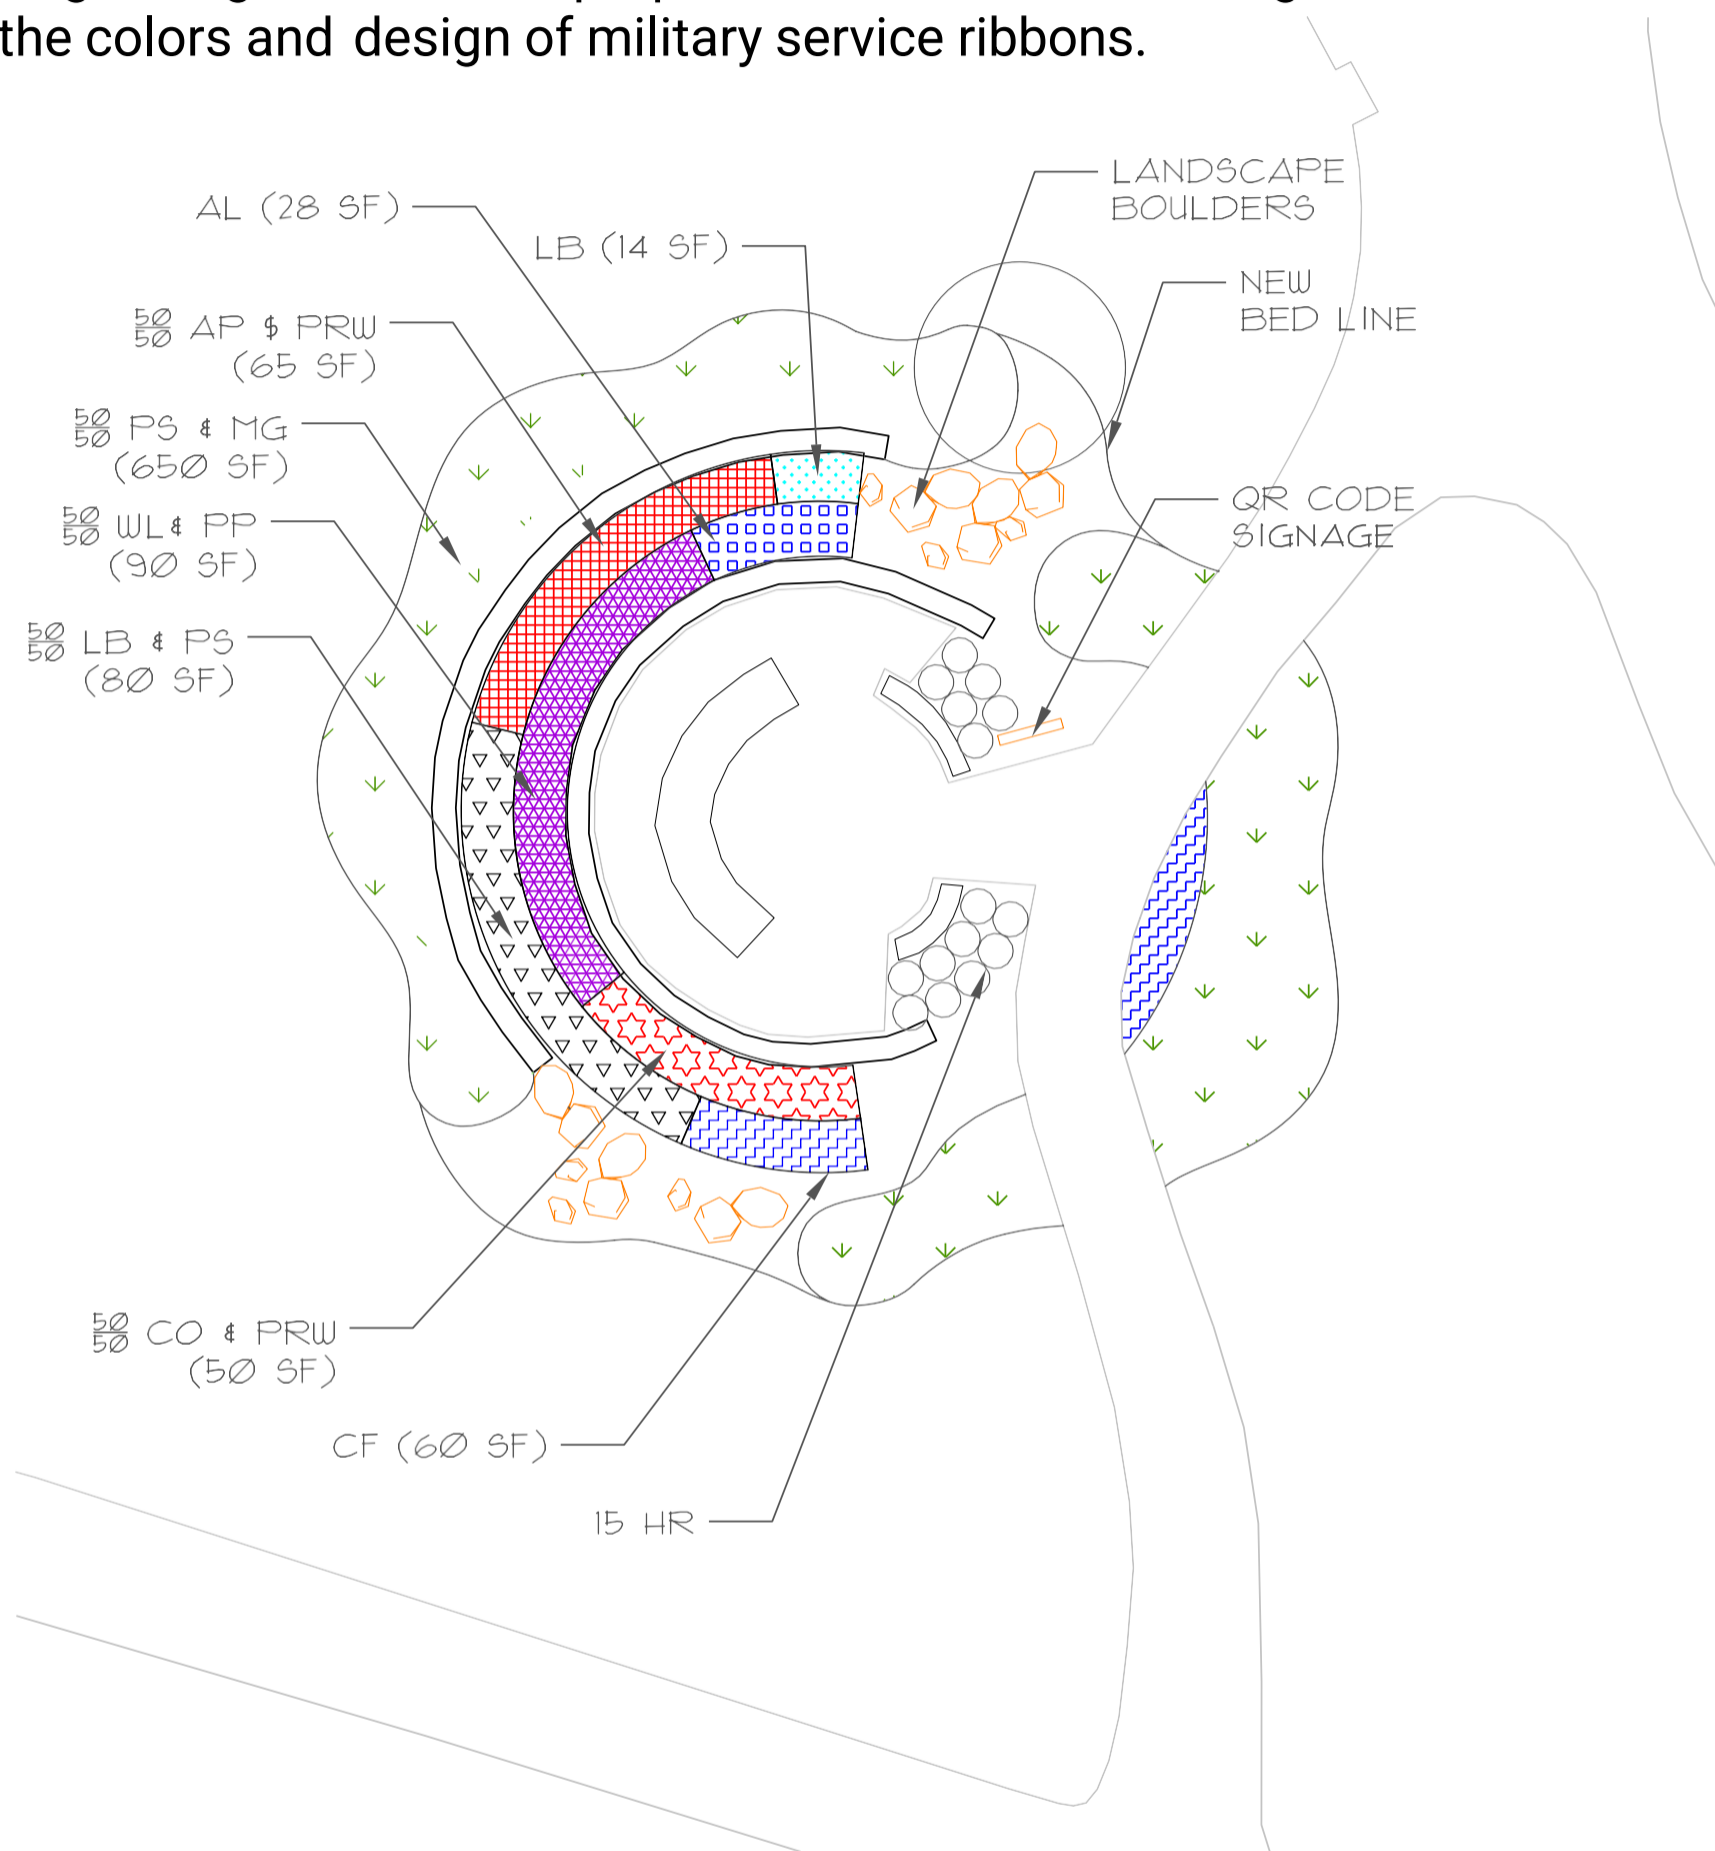 the colors and design of military service ribbons.
LANDSCAPE
BOULDERS
AL (28 SF)
LB (14 SF)
NEW
BED LINE
50/50 AP $ PRW
(65 SF)
50/50 PS & MG
(650 SF)
QR CODE
SIGNAGE
50/50 WL & PP
(90 SF)
50/50 LB & PS
(80 SF)
50/50 CO & PRW
(50 SF)
CF (60 SF)
15 HR